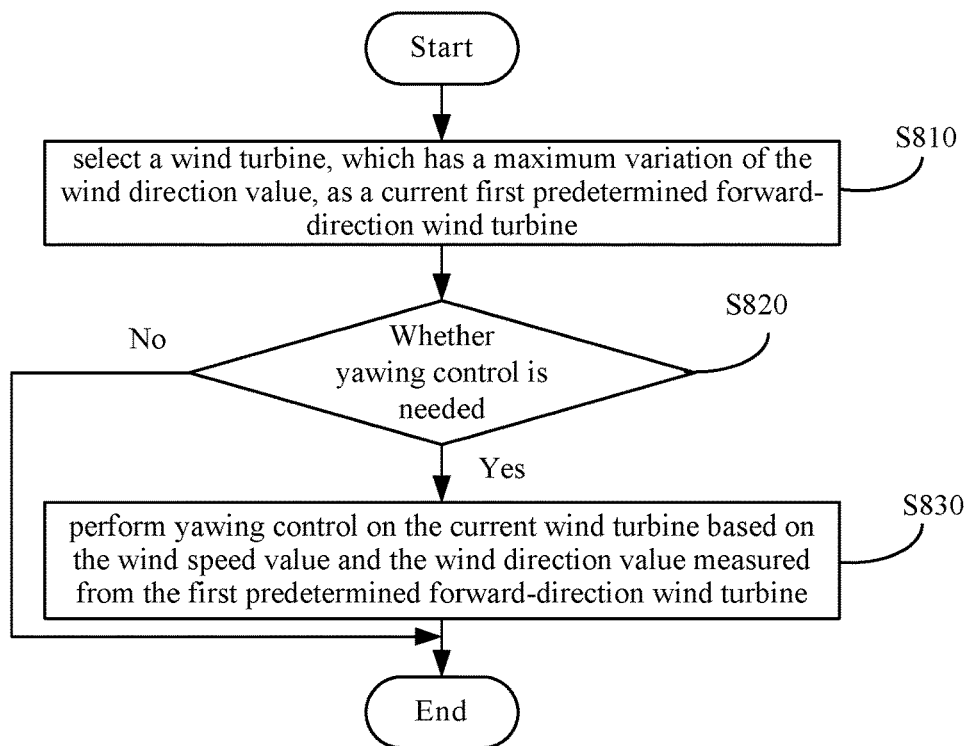 Start
S810
select a wind turbine, which has a maximum variation of the
wind direction value, as a current first predetermined forward-
direction wind turbine
S820
No
Whether
yawing control is
needed
Yes
S830
perform yawing control on the current wind turbine based on
the wind speed value and the wind direction value measured
from the first predetermined forward-direction wind turbine
End